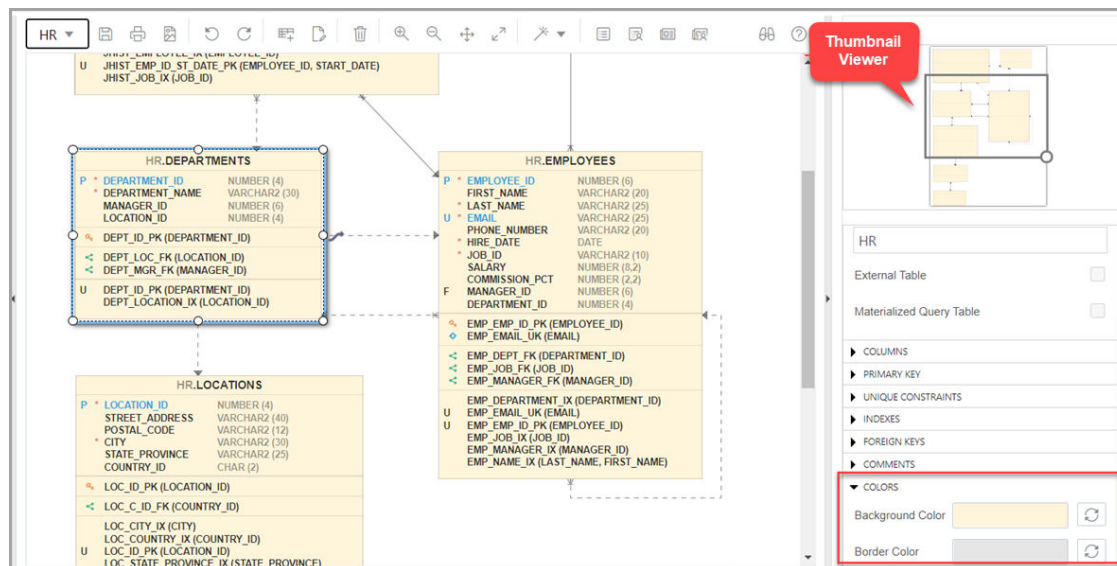 HR
Thumbnail
Viewer
JHIST_EMPLOYEE_IX (EMPLOYEE_ID)
U JHIST_EMP_ID_ST_DATE_PK (EMPLOYEE_ID, START_DATE)
JHIST_JOB_IX (JOB_ID)
HR.DEPARTMENTS
P * DEPARTMENT_ID NUMBER (4)
* DEPARTMENT_NAME VARCHAR2 (30)
MANAGER_ID NUMBER (6)
LOCATION_ID NUMBER (4)
DEPT_ID_PK (DEPARTMENT_ID)
DEPT_LOC_FK (LOCATION_ID)
DEPT_MGR_FK (MANAGER_ID)
U DEPT_ID_PK (DEPARTMENT_ID)
DEPT_LOCATION_IX (LOCATION_ID)
HR.EMPLOYEES
P * EMPLOYEE_ID NUMBER (6)
FIRST_NAME VARCHAR2 (20)
* LAST_NAME VARCHAR2 (25)
U * EMAIL VARCHAR2 (25)
PHONE_NUMBER VARCHAR2 (20)
* HIRE_DATE DATE
* JOB_ID VARCHAR2 (10)
SALARY NUMBER (8,2)
COMMISSION_PCT NUMBER (2,2)
F MANAGER_ID NUMBER (6)
DEPARTMENT_ID NUMBER (4)
EMP_EMP_ID_PK (EMPLOYEE_ID)
EMP_EMAIL_UK (EMAIL)
EMP_DEPT_FK (DEPARTMENT_ID)
EMP_JOB_FK (JOB_ID)
EMP_MANAGER_FK (MANAGER_ID)
EMP_DEPARTMENT_IX (DEPARTMENT_ID)
U EMP_EMAIL_UK (EMAIL)
U EMP_EMP_ID_PK (EMPLOYEE_ID)
EMP_JOB_IX (JOB_ID)
EMP_MANAGER_IX (MANAGER_ID)
EMP_NAME_IX (LAST_NAME, FIRST_NAME)
HR.LOCATIONS
P * LOCATION_ID NUMBER (4)
STREET_ADDRESS VARCHAR2 (40)
POSTAL_CODE VARCHAR2 (12)
* CITY VARCHAR2 (30)
STATE_PROVINCE VARCHAR2 (25)
COUNTRY_ID CHAR (2)
LOC_ID_PK (LOCATION_ID)
LOC_C_ID_FK (COUNTRY_ID)
LOC_CITY_IX (CITY)
LOC_COUNTRY_IX (COUNTRY_ID)
U LOC_ID_PK (LOCATION_ID)
LOC_STATE_PROVINCE_IX (STATE_PROVINCE)
HR
External Table
Materialized Query Table
COLUMNS
PRIMARY KEY
UNIQUE CONSTRAINTS
INDEXES
FOREIGN KEYS
COMMENTS
COLORS
Background Color
Border Color